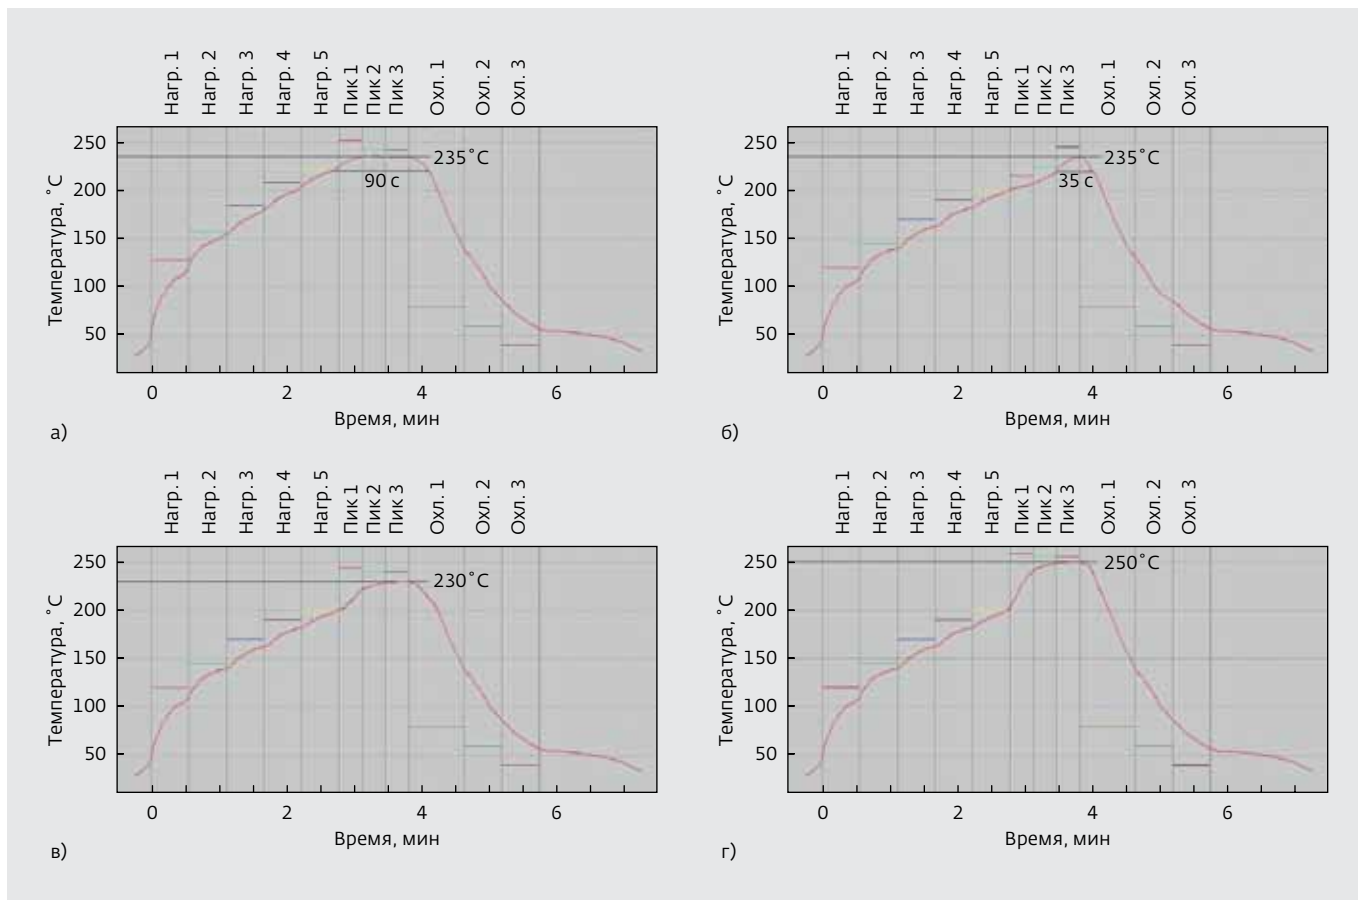 Нагр. 1 Нагр. 2 Нагр. 3 Нагр. 4 Нагр. 5 Пик 1 Пик 2 Пик 3 Охл. 1 Охл. 2 Охл. 3
Температура, ˚С
250
200
150
100
50
235˚С
90 с
0 2 4 6
Время, мин
а)
Нагр. 1 Нагр. 2 Нагр. 3 Нагр. 4 Нагр. 5 Пик 1 Пик 2 Пик 3 Охл. 1 Охл. 2 Охл. 3
Температура, ˚С
250
200
150
100
50
235˚С
35 с
0 2 4 6
Время, мин
б)
Нагр. 1 Нагр. 2 Нагр. 3 Нагр. 4 Нагр. 5 Пик 1 Пик 2 Пик 3 Охл. 1 Охл. 2 Охл. 3
Температура, ˚С
250
200
150
100
50
230˚С
0 2 4 6
Время, мин
в)
Нагр. 1 Нагр. 2 Нагр. 3 Нагр. 4 Нагр. 5 Пик 1 Пик 2 Пик 3 Охл. 1 Охл. 2 Охл. 3
Температура, ˚С
250
200
150
100
50
250˚С
0 2 4 6
Время, мин
г)